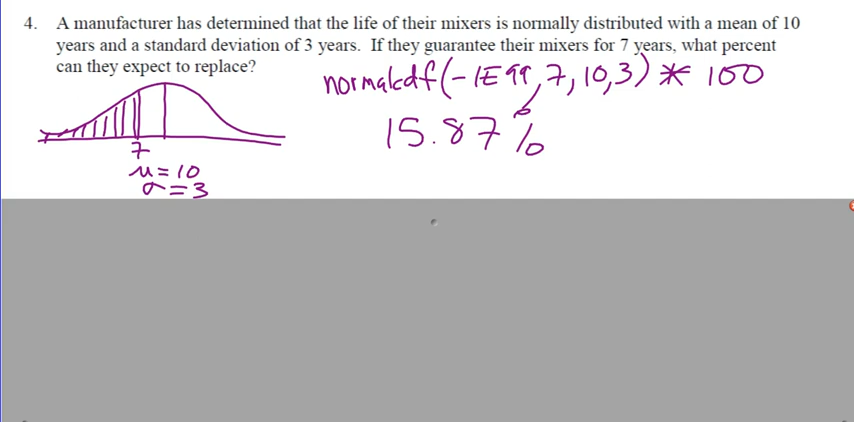 4. A manufacturer has determined that the life of their mixers is normally distributed with a mean of 10
years and a standard deviation of 3 years. If they guarantee their mixers for 7 years, what percent
can they expect to replace?
normalcdf(-1E99,7,10,3) * 100
15.87%
7
μ=10
σ=3